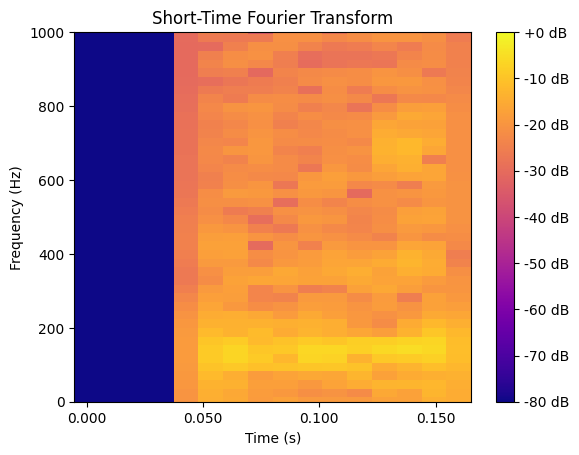 Short-Time Fourier Transform
1000
800
600
400
200
0
Frequency (Hz)
0.000
0.050
0.100
0.150
Time (s)
+0 dB
-10 dB
-20 dB
-30 dB
-40 dB
-50 dB
-60 dB
-70 dB
-80 dB